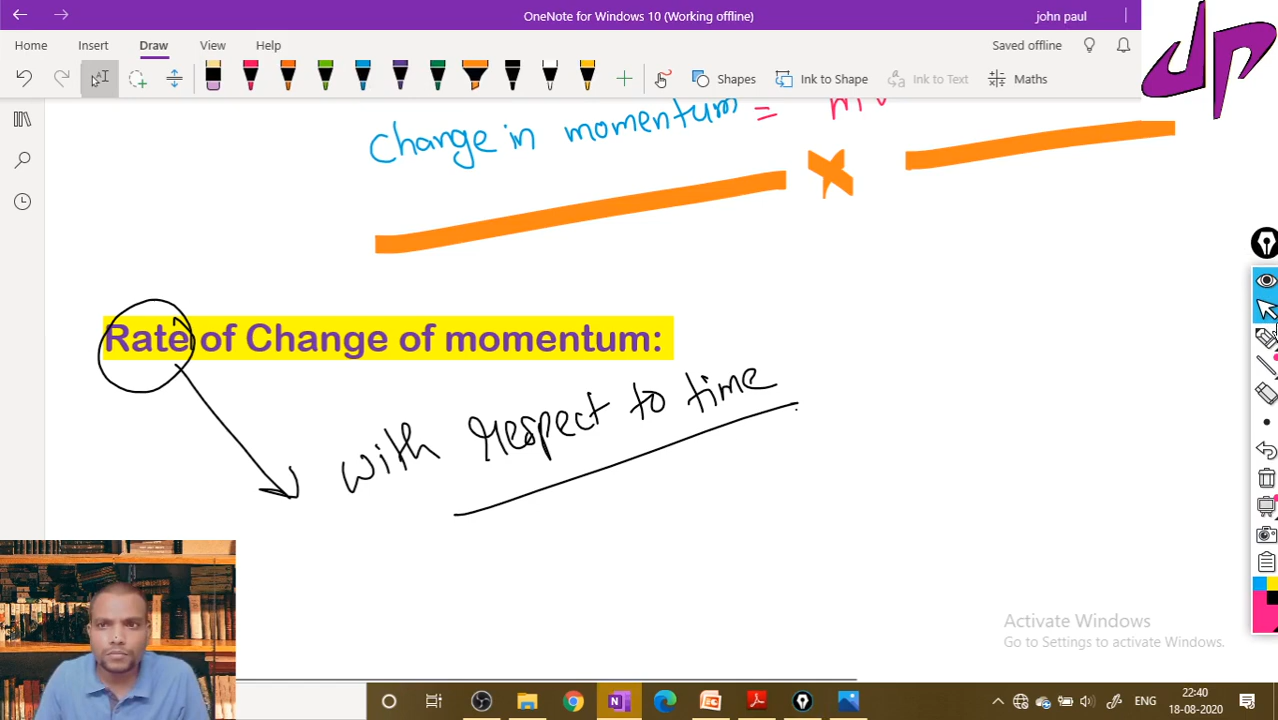 OneNote for Windows 10 (Working offline)
john paul
Home Insert Draw View Help
Saved offline
Shapes Ink to Shape Ink to Text Maths
Change in momentum =
Rate of Change of momentum:
with respect to time
Activate Windows
Go to Settings to activate Windows.
ENG
22:40
18-08-2020